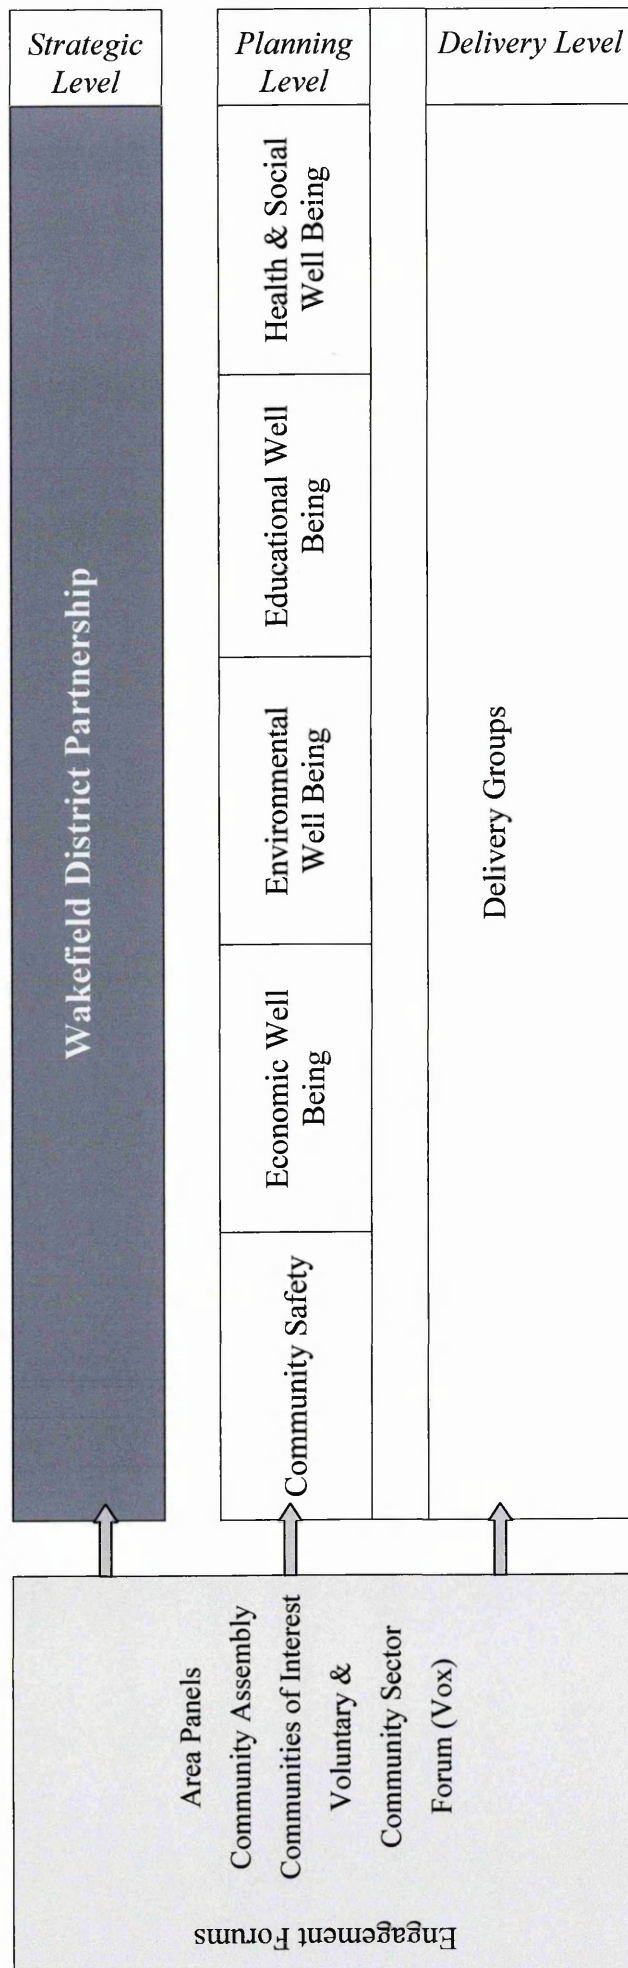 Wakefield District Partnership
Strategic
Level
Community Safety
Economic Well
Being
Environmental
Well Being
Educational Well
Being
Health & Social
Well Being
Planning
Level
Delivery Groups
Delivery Level
Engagement Forums
Area Panels
Community Assembly
Communities of Interest
Voluntary &
Community Sector
Forum (Vox)